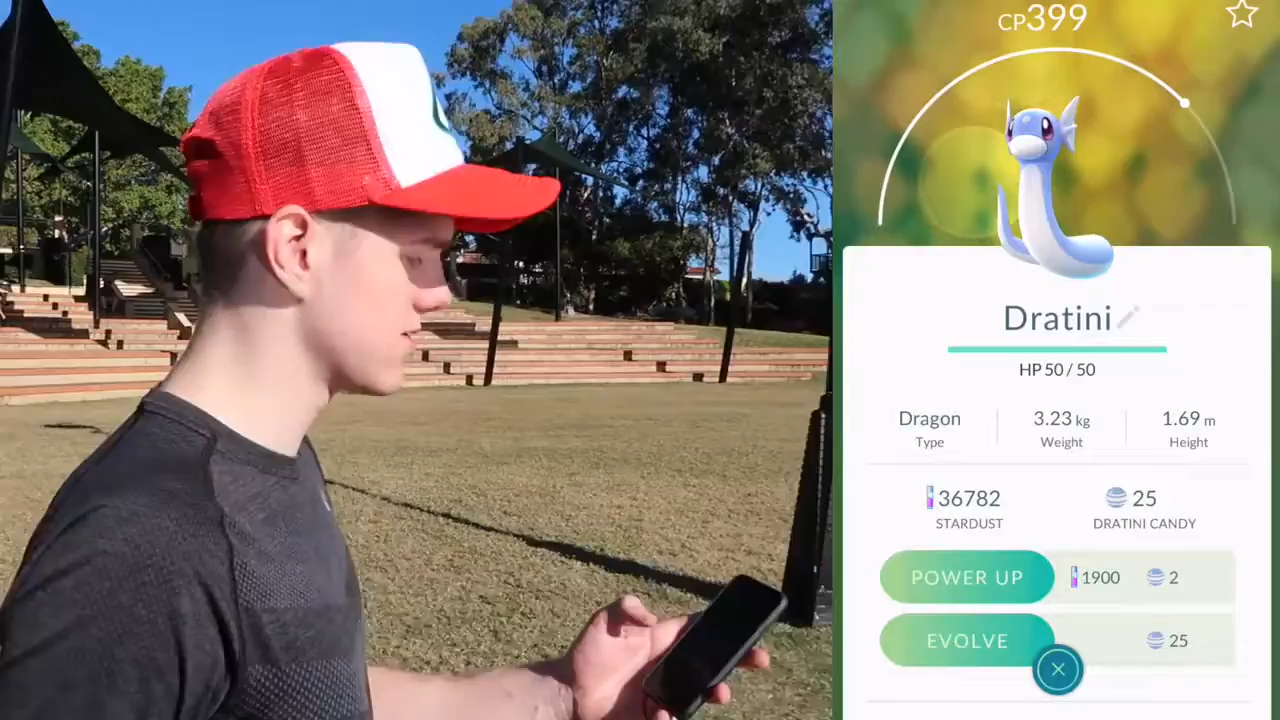 CP399
Dratini
HP 50 / 50
Dragon 3.23 kg 1.69 m
Type Weight Height
36782 25
STARDUST DRATINI CANDY
POWER UP 1900 2
EVOLVE 25